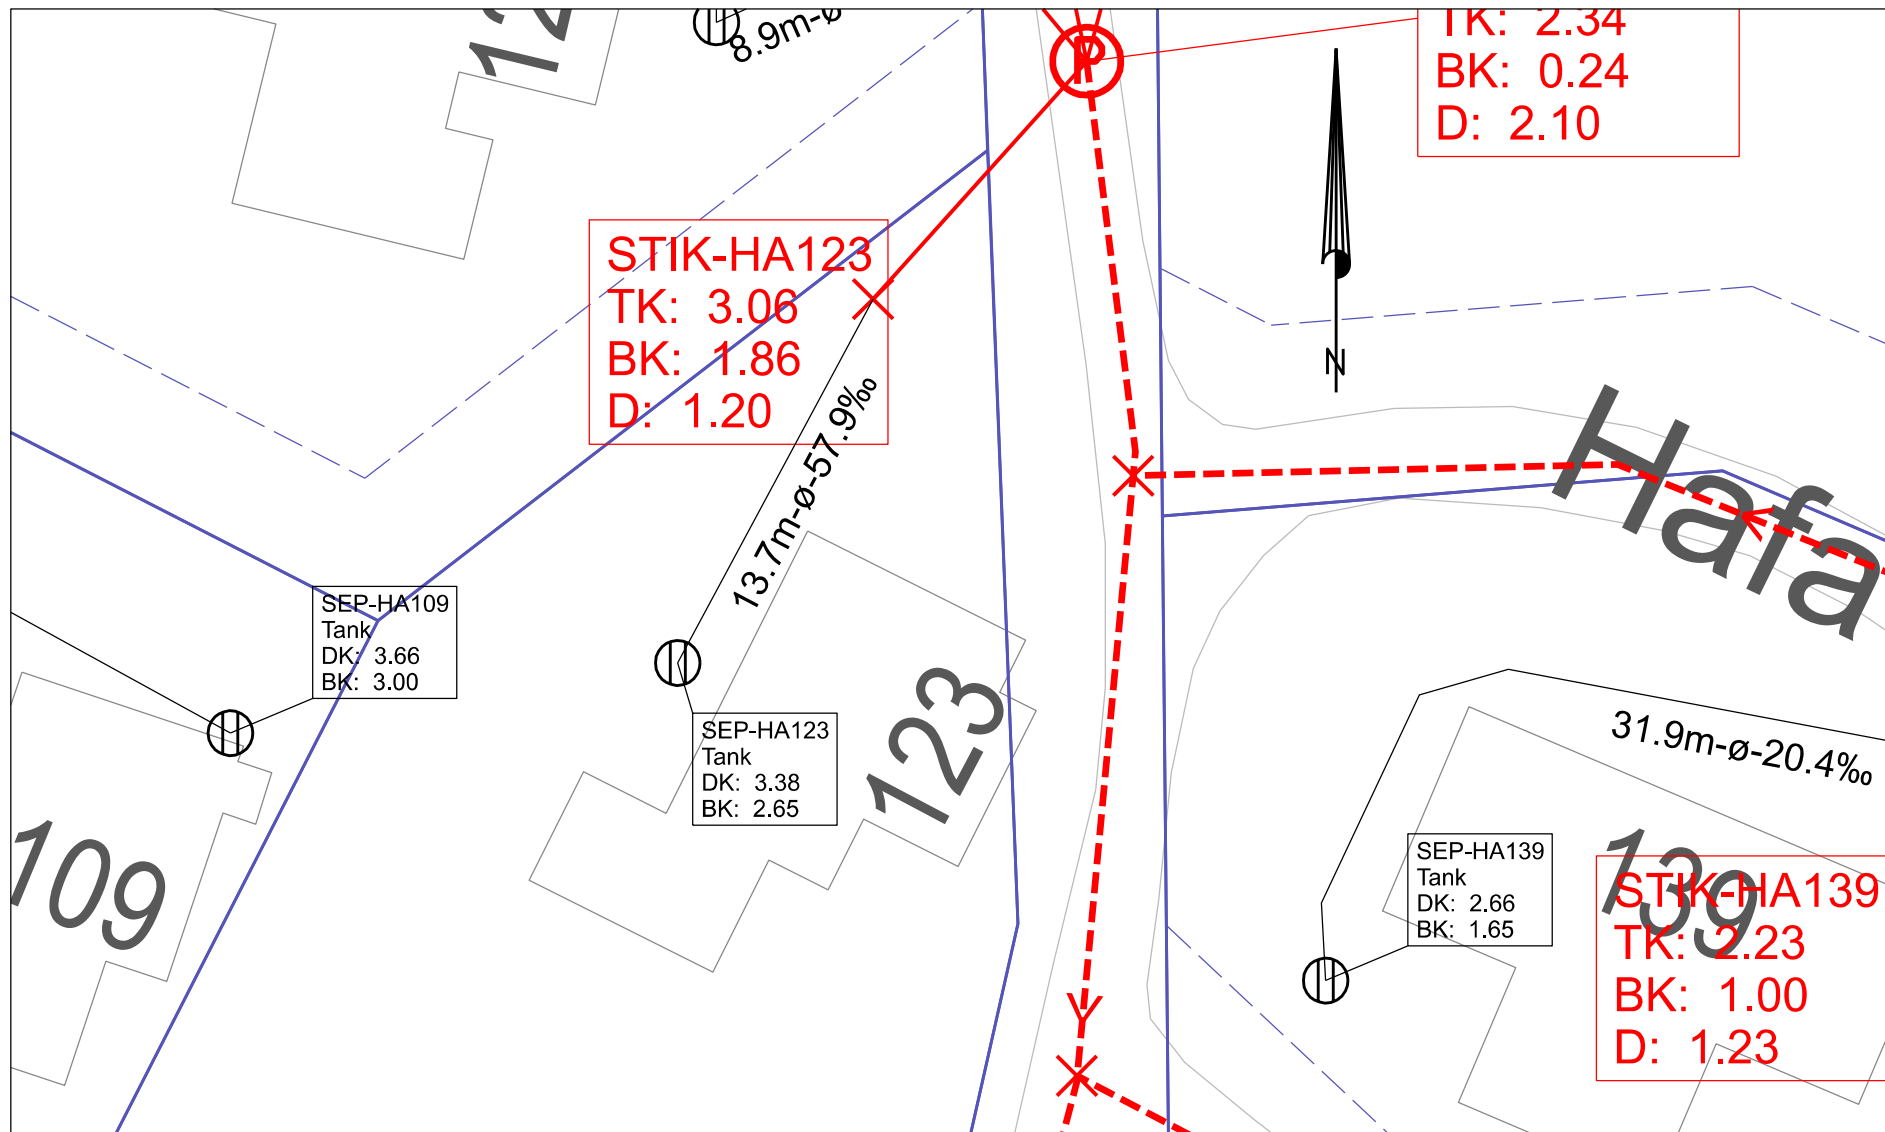 8.9m-ø
TK: 2.34
BK: 0.24
D: 2.10
P
STIK-HA123
TK: 3.06
BK: 1.86
D: 1.20
N
13.7m-ø-57.9‰
Hafa
SEP-HA109
Tank
DK: 3.66
BK: 3.00
SEP-HA123
Tank
DK: 3.38
BK: 2.65
123
31.9m-ø-20.4‰
109
SEP-HA139
Tank
DK: 2.66
BK: 1.65
139
STIK-HA139
TK: 2.23
BK: 1.00
D: 1.23